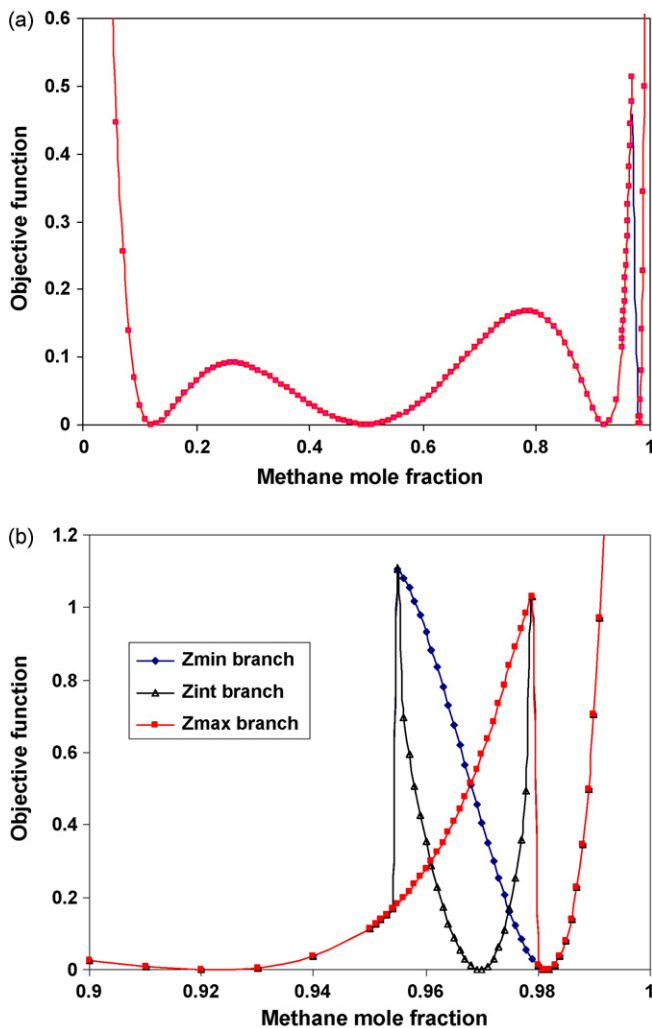 (a)
0.6
0.5
0.4
0.3
0.2
0.1
0
Objective function
0 0.2 0.4 0.6 0.8 1
Methane mole fraction
(b)
1.2
1
0.8
0.6
0.4
0.2
0
Objective function
Zmin branch
Zint branch
Zmax branch
0.9 0.92 0.94 0.96 0.98 1
Methane mole fraction